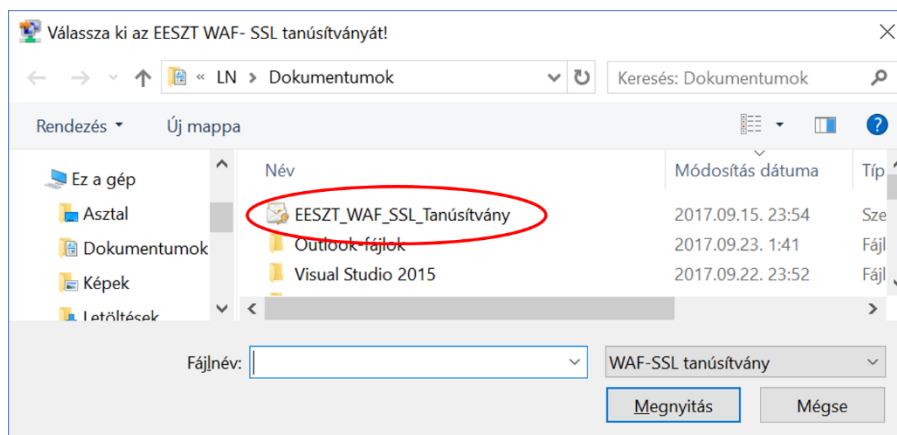 Válassza ki az EESZT WAF- SSL tanúsítványát!
« LN > Dokumentumok
Keresés: Dokumentumok
Rendezés
Új mappa
?
Név
Módosítás dátuma
Típ
Ez a gép
Asztal
Dokumentumok
Képek
Letöltések
EESZT_WAF_SSL_Tanúsítvány 2017.09.15. 23:54 Sze
Outlook-fájlok 2017.09.23. 1:41 Fájl
Visual Studio 2015 2017.09.22. 23:52 Fájl
Fájlnév:
WAF-SSL tanúsítvány
Megnyitás
Mégse